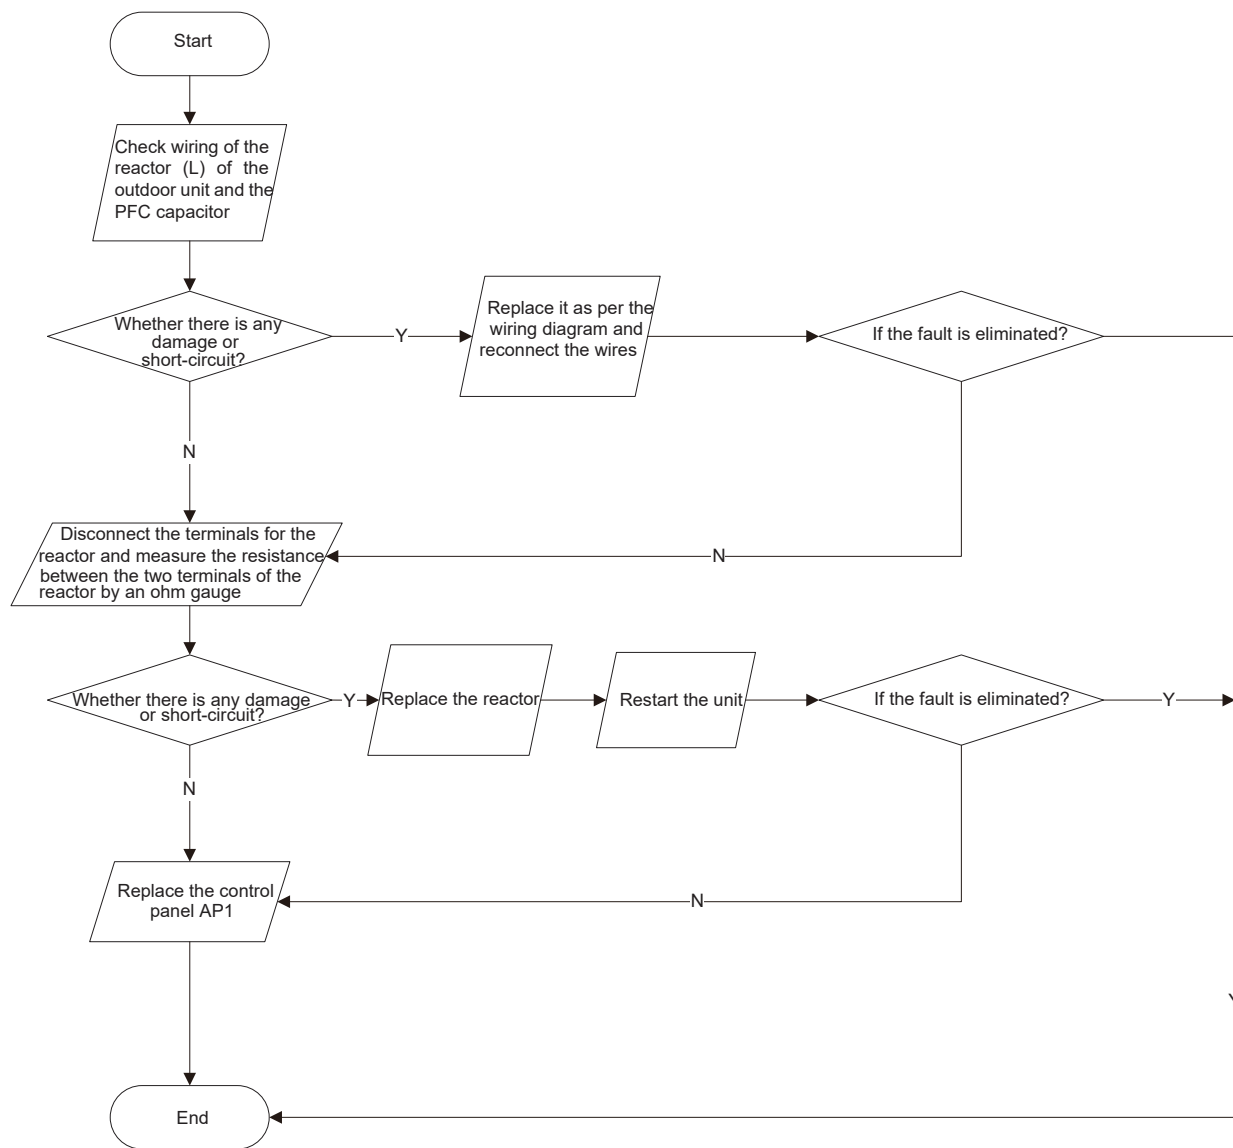 Start
Check wiring of the
reactor (L) of the
outdoor unit and the
PFC capacitor
Whether there is any
damage or
short-circuit?
Y
Replace it as per the
wiring diagram and
reconnect the wires
If the fault is eliminated?
N
Disconnect the terminals for the
reactor and measure the resistance
between the two terminals of the
reactor by an ohm gauge
N
Whether there is any damage
or short-circuit?
Y
Replace the reactor
Restart the unit
If the fault is eliminated?
Y
N
Replace the control
panel AP1
N
End